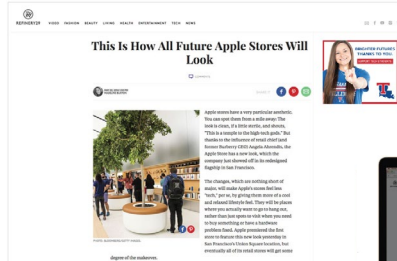 REFINERY29
VIDEO FASHION BEAUTY LIVING HEALTH ENTERTAINMENT TECH NEWS
This Is How All Future Apple Stores Will
Look
BRIGHTER FUTURES.
THANKS TO YOU.
Apple stores have a very particular aesthetic.
You can spot them from a mile away: The
look is clean, if a little sterile, and shouts,
"This is a temple to the high-tech gods." But
thanks to the influence of retail chief (and
former Burberry CEO) Angela Ahrendts, the
Apple Store has a new look, which the
company just showed off in its redesigned
flagship in San Francisco.
The changes, which are nothing short of
major, will make Apple's stores feel less
"tech," per se, by giving them more of a cool
and relaxed lifestyle feel. They will be places
where you actually want to go to hang out,
rather than just spots to visit when you need
to buy something or have a hardware
problem fixed. Apple premiered the first
store to feature this new look yesterday in
San Francisco's Union Square location, but
eventually all of its retail stores will get some
degree of the makeover.